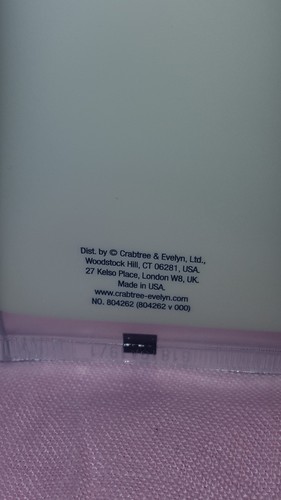 Dist. by © Crabtree & Evelyn, Ltd.,
Woodstock Hill, CT 06281, USA.
27 Kelso Place, London W8, UK.
Made in USA.
www.crabtree-evelyn.com
NO. 804262 (804262 v 000)